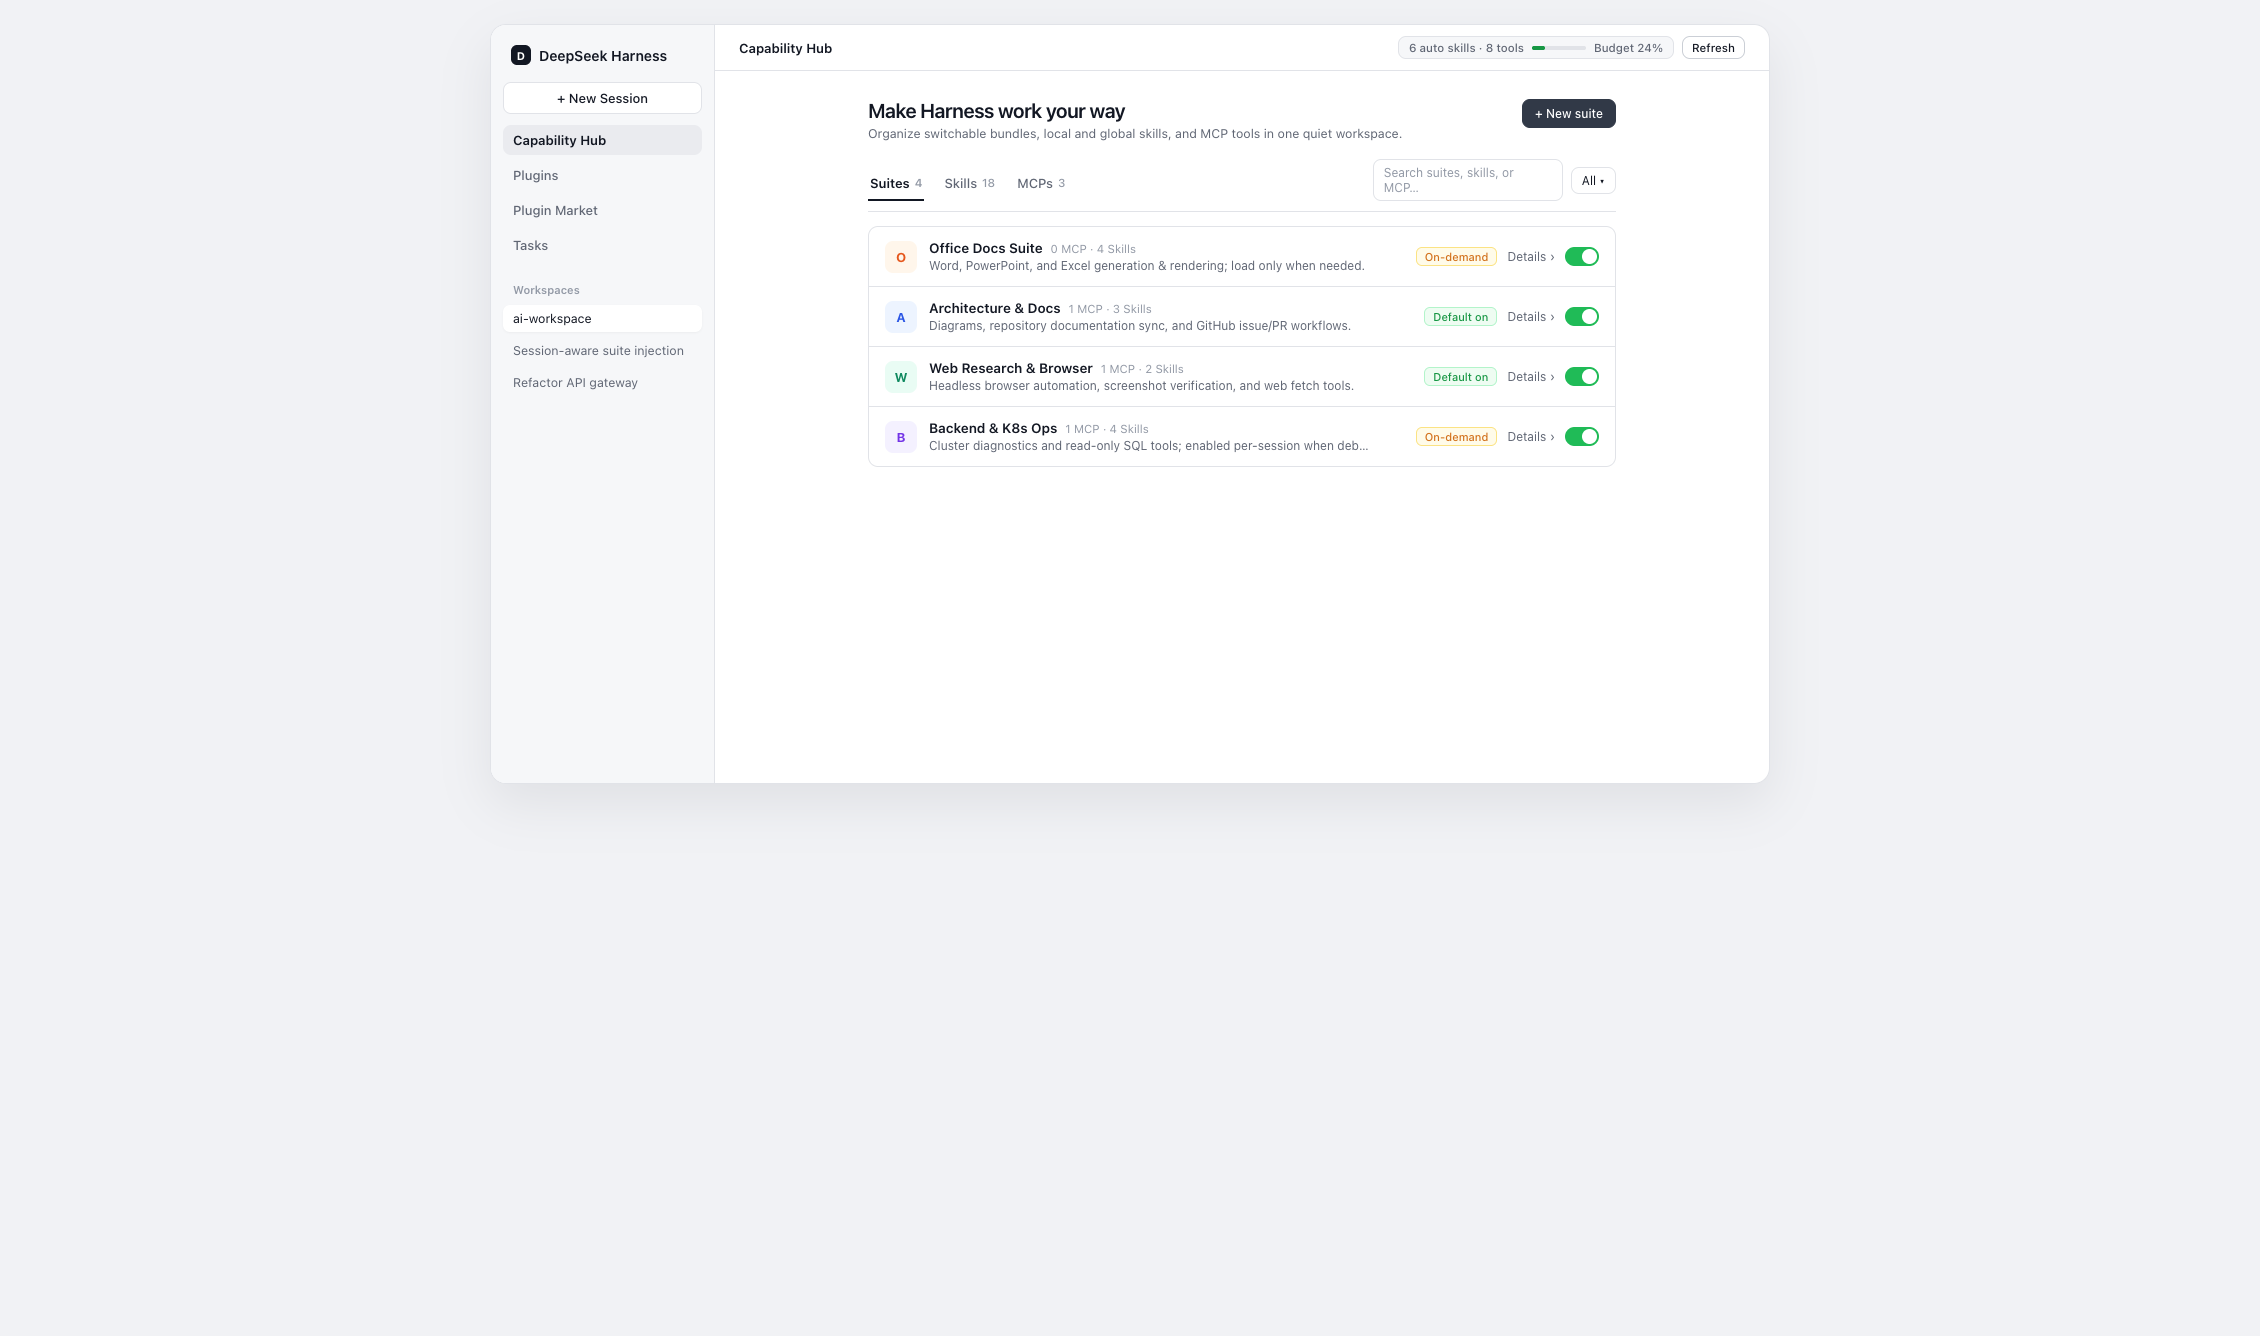 D DeepSeek Harness
+ New Session
Capability Hub
Plugins
Plugin Market
Tasks
Workspaces
ai-workspace
Session-aware suite injection
Refactor API gateway
Capability Hub
6 auto skills · 8 tools Budget 24%
Refresh
Make Harness work your way
Organize switchable bundles, local and global skills, and MCP tools in one quiet workspace.
+ New suite
Suites 4 Skills 18 MCPs 3
Search suites, skills, or
MCP...
All ▾
O
Office Docs Suite 0 MCP · 4 Skills
Word, PowerPoint, and Excel generation & rendering; load only when needed.
On-demand Details ›
A
Architecture & Docs 1 MCP · 3 Skills
Diagrams, repository documentation sync, and GitHub issue/PR workflows.
Default on Details ›
W
Web Research & Browser 1 MCP · 2 Skills
Headless browser automation, screenshot verification, and web fetch tools.
Default on Details ›
B
Backend & K8s Ops 1 MCP · 4 Skills
Cluster diagnostics and read-only SQL tools; enabled per-session when deb...
On-demand Details ›